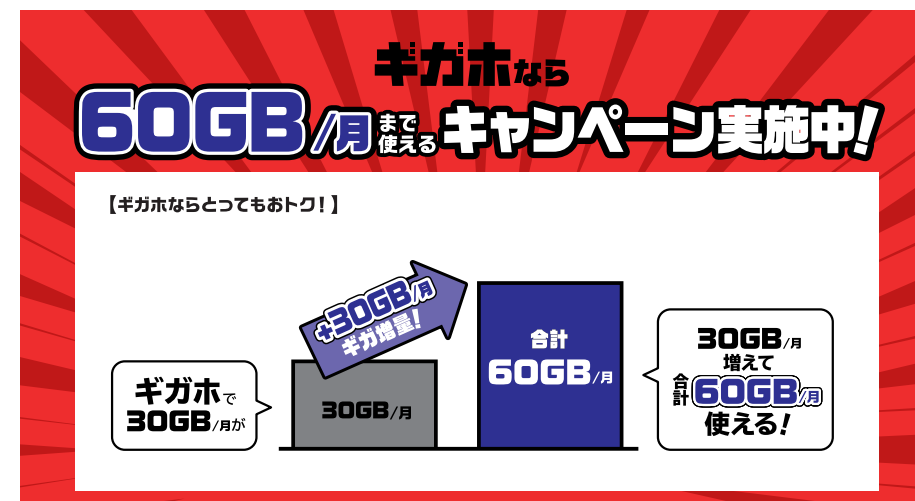 ギガホなら
60GB/月まで使えるキャンペーン実施中!
【ギガホならとってもおトク！】
+30GB/月
ギガ増量!
ギガホで
30GB/月が
30GB/月
合計
60GB/月
30GB/月
増えて
合計60GB/月
使える!